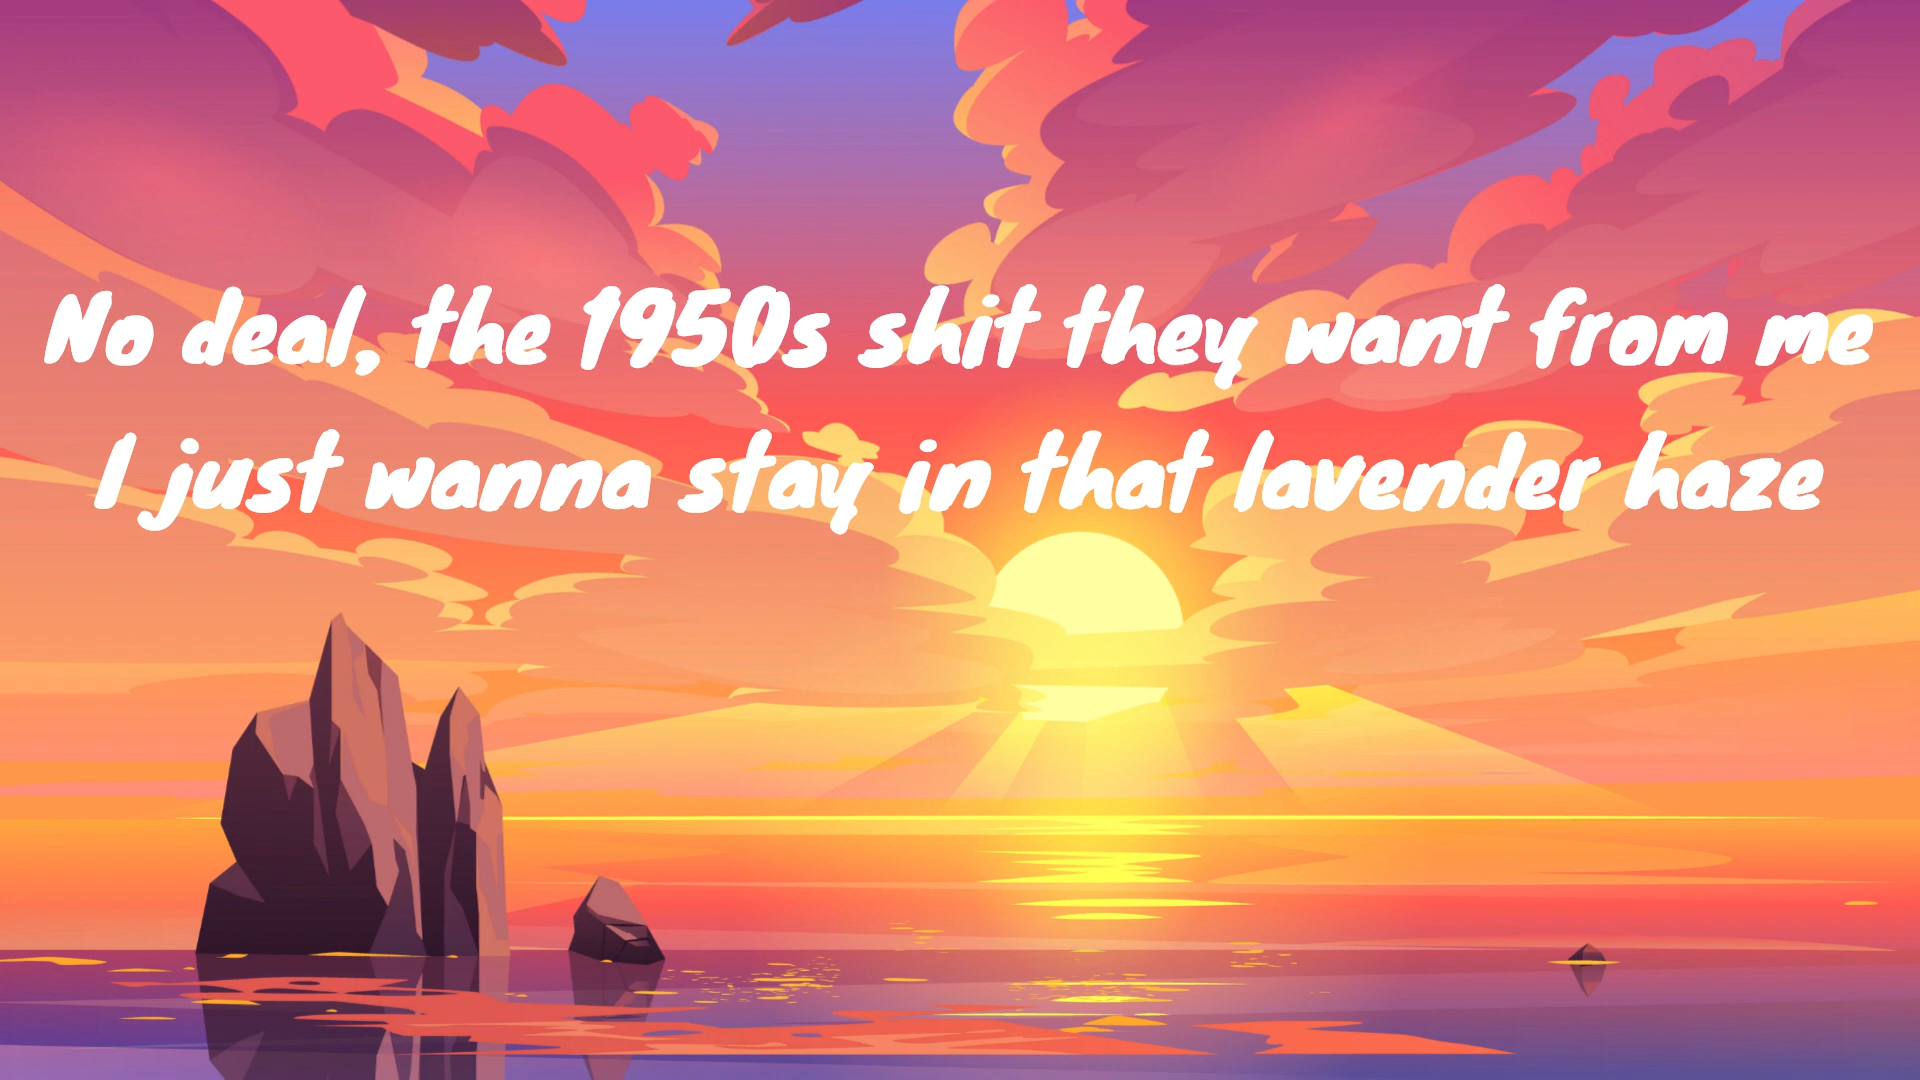 No deal, the 1950s shit they want from me
I just wanna stay in that lavender haze